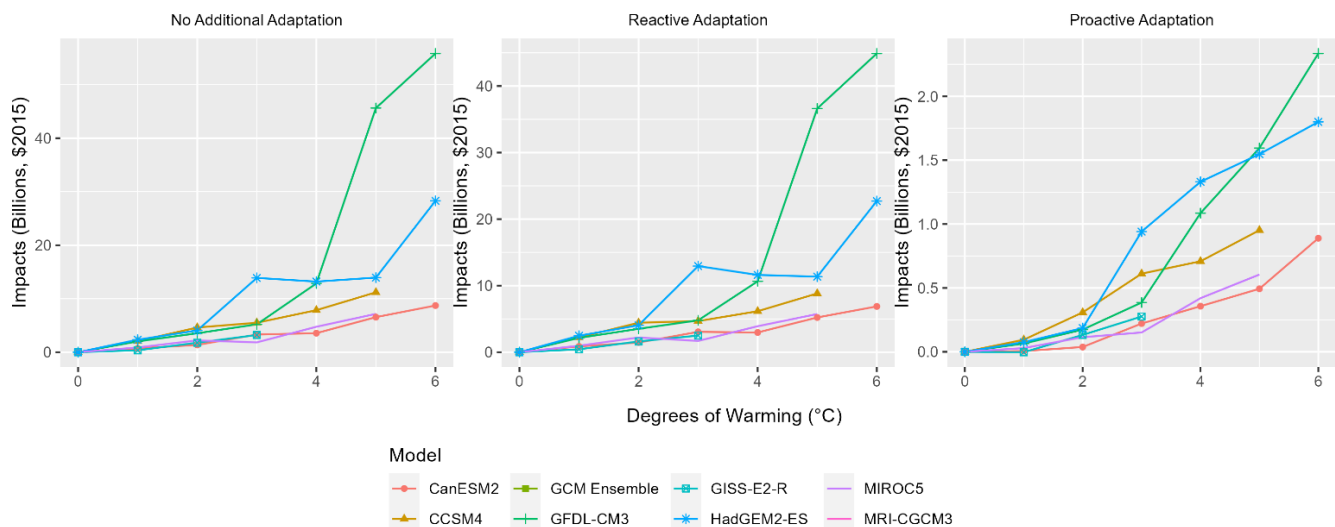 No Additional Adaptation
Reactive Adaptation
Proactive Adaptation
Impacts (Billions, $2015)
40
20
0
0 2 4 6
Impacts (Billions, $2015)
40
30
20
10
0
0 2 4 6
Impacts (Billions, $2015)
2.0
1.5
1.0
0.5
0.0
0 2 4 6
Degrees of Warming (°C)
Model
CanESM2 GCM Ensemble GISS-E2-R MIROC5
CCSM4 GFDL-CM3 HadGEM2-ES MRI-CGCM3